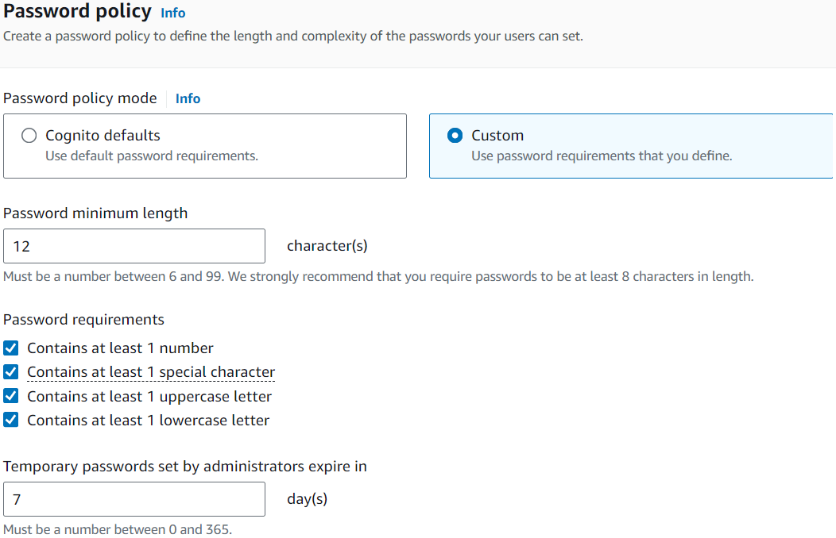 Password policy Info
Create a password policy to define the length and complexity of the passwords your users can set.
Password policy mode Info
Cognito defaults
Use default password requirements.
Custom
Use password requirements that you define.
Password minimum length
12 character(s)
Must be a number between 6 and 99. We strongly recommend that you require passwords to be at least 8 characters in length.
Password requirements
Contains at least 1 number
Contains at least 1 special character
Contains at least 1 uppercase letter
Contains at least 1 lowercase letter
Temporary passwords set by administrators expire in
7 day(s)
Must be a number between 0 and 365.